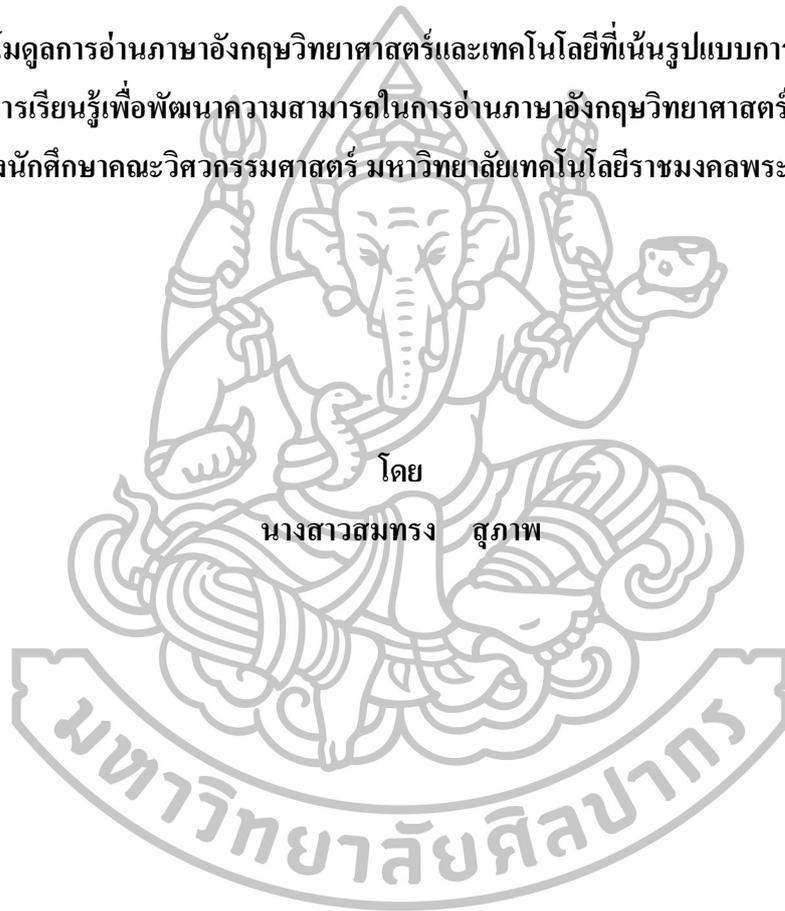 โมดูลการอ่านภาษาอังกฤษวิทยาศาสตร์และเทคโนโลยีที่เน้นรูปแบบการ
การเรียนรู้เพื่อพัฒนาความสามารถในการอ่านภาษาอังกฤษวิทยาศาสตร์
นักศึกษาคณะวิศวกรรมศาสตร์ มหาวิทยาลัยเทคโนโลยีราชมงคลพระ
โดย
นางสาวสมทรง สุภาพ
มหาวิทยาลัยศิลปากร